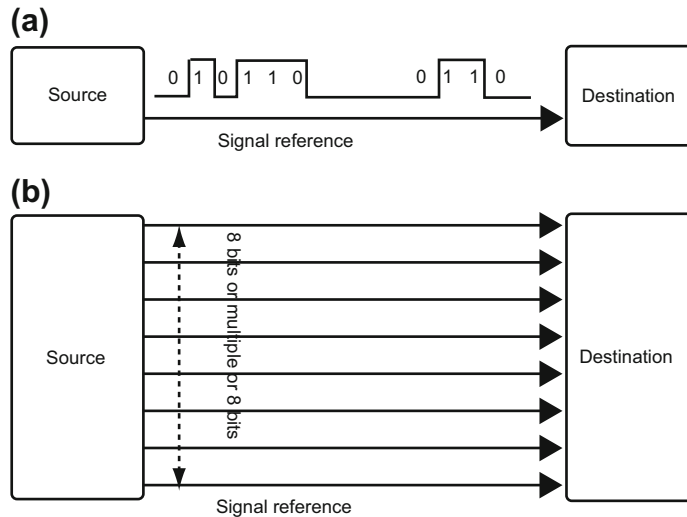 (a)
Source
0 1 0 1 1 0 0 1 1 0
Destination
Signal reference
(b)
8 bits or multiple or 8 bits
Source
Destination
Signal reference